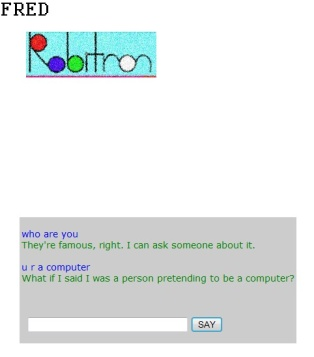 FRED
Robitron
who are you
They're famous, right. I can ask someone about it.
u r a computer
What if I said I was a person pretending to be a computer?
SAY